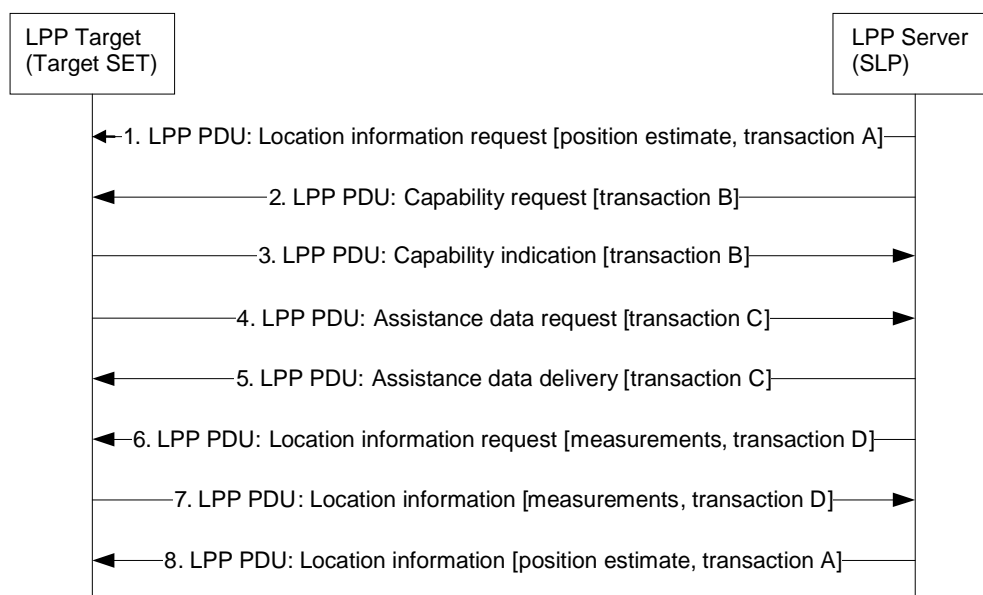 LPP Target
(Target SET)
LPP Server
(SLP)
1. LPP PDU: Location information request [position estimate, transaction A]
2. LPP PDU: Capability request [transaction B]
3. LPP PDU: Capability indication [transaction B]
4. LPP PDU: Assistance data request [transaction C]
5. LPP PDU: Assistance data delivery [transaction C]
6. LPP PDU: Location information request [measurements, transaction D]
7. LPP PDU: Location information [measurements, transaction D]
8. LPP PDU: Location information [position estimate, transaction A]